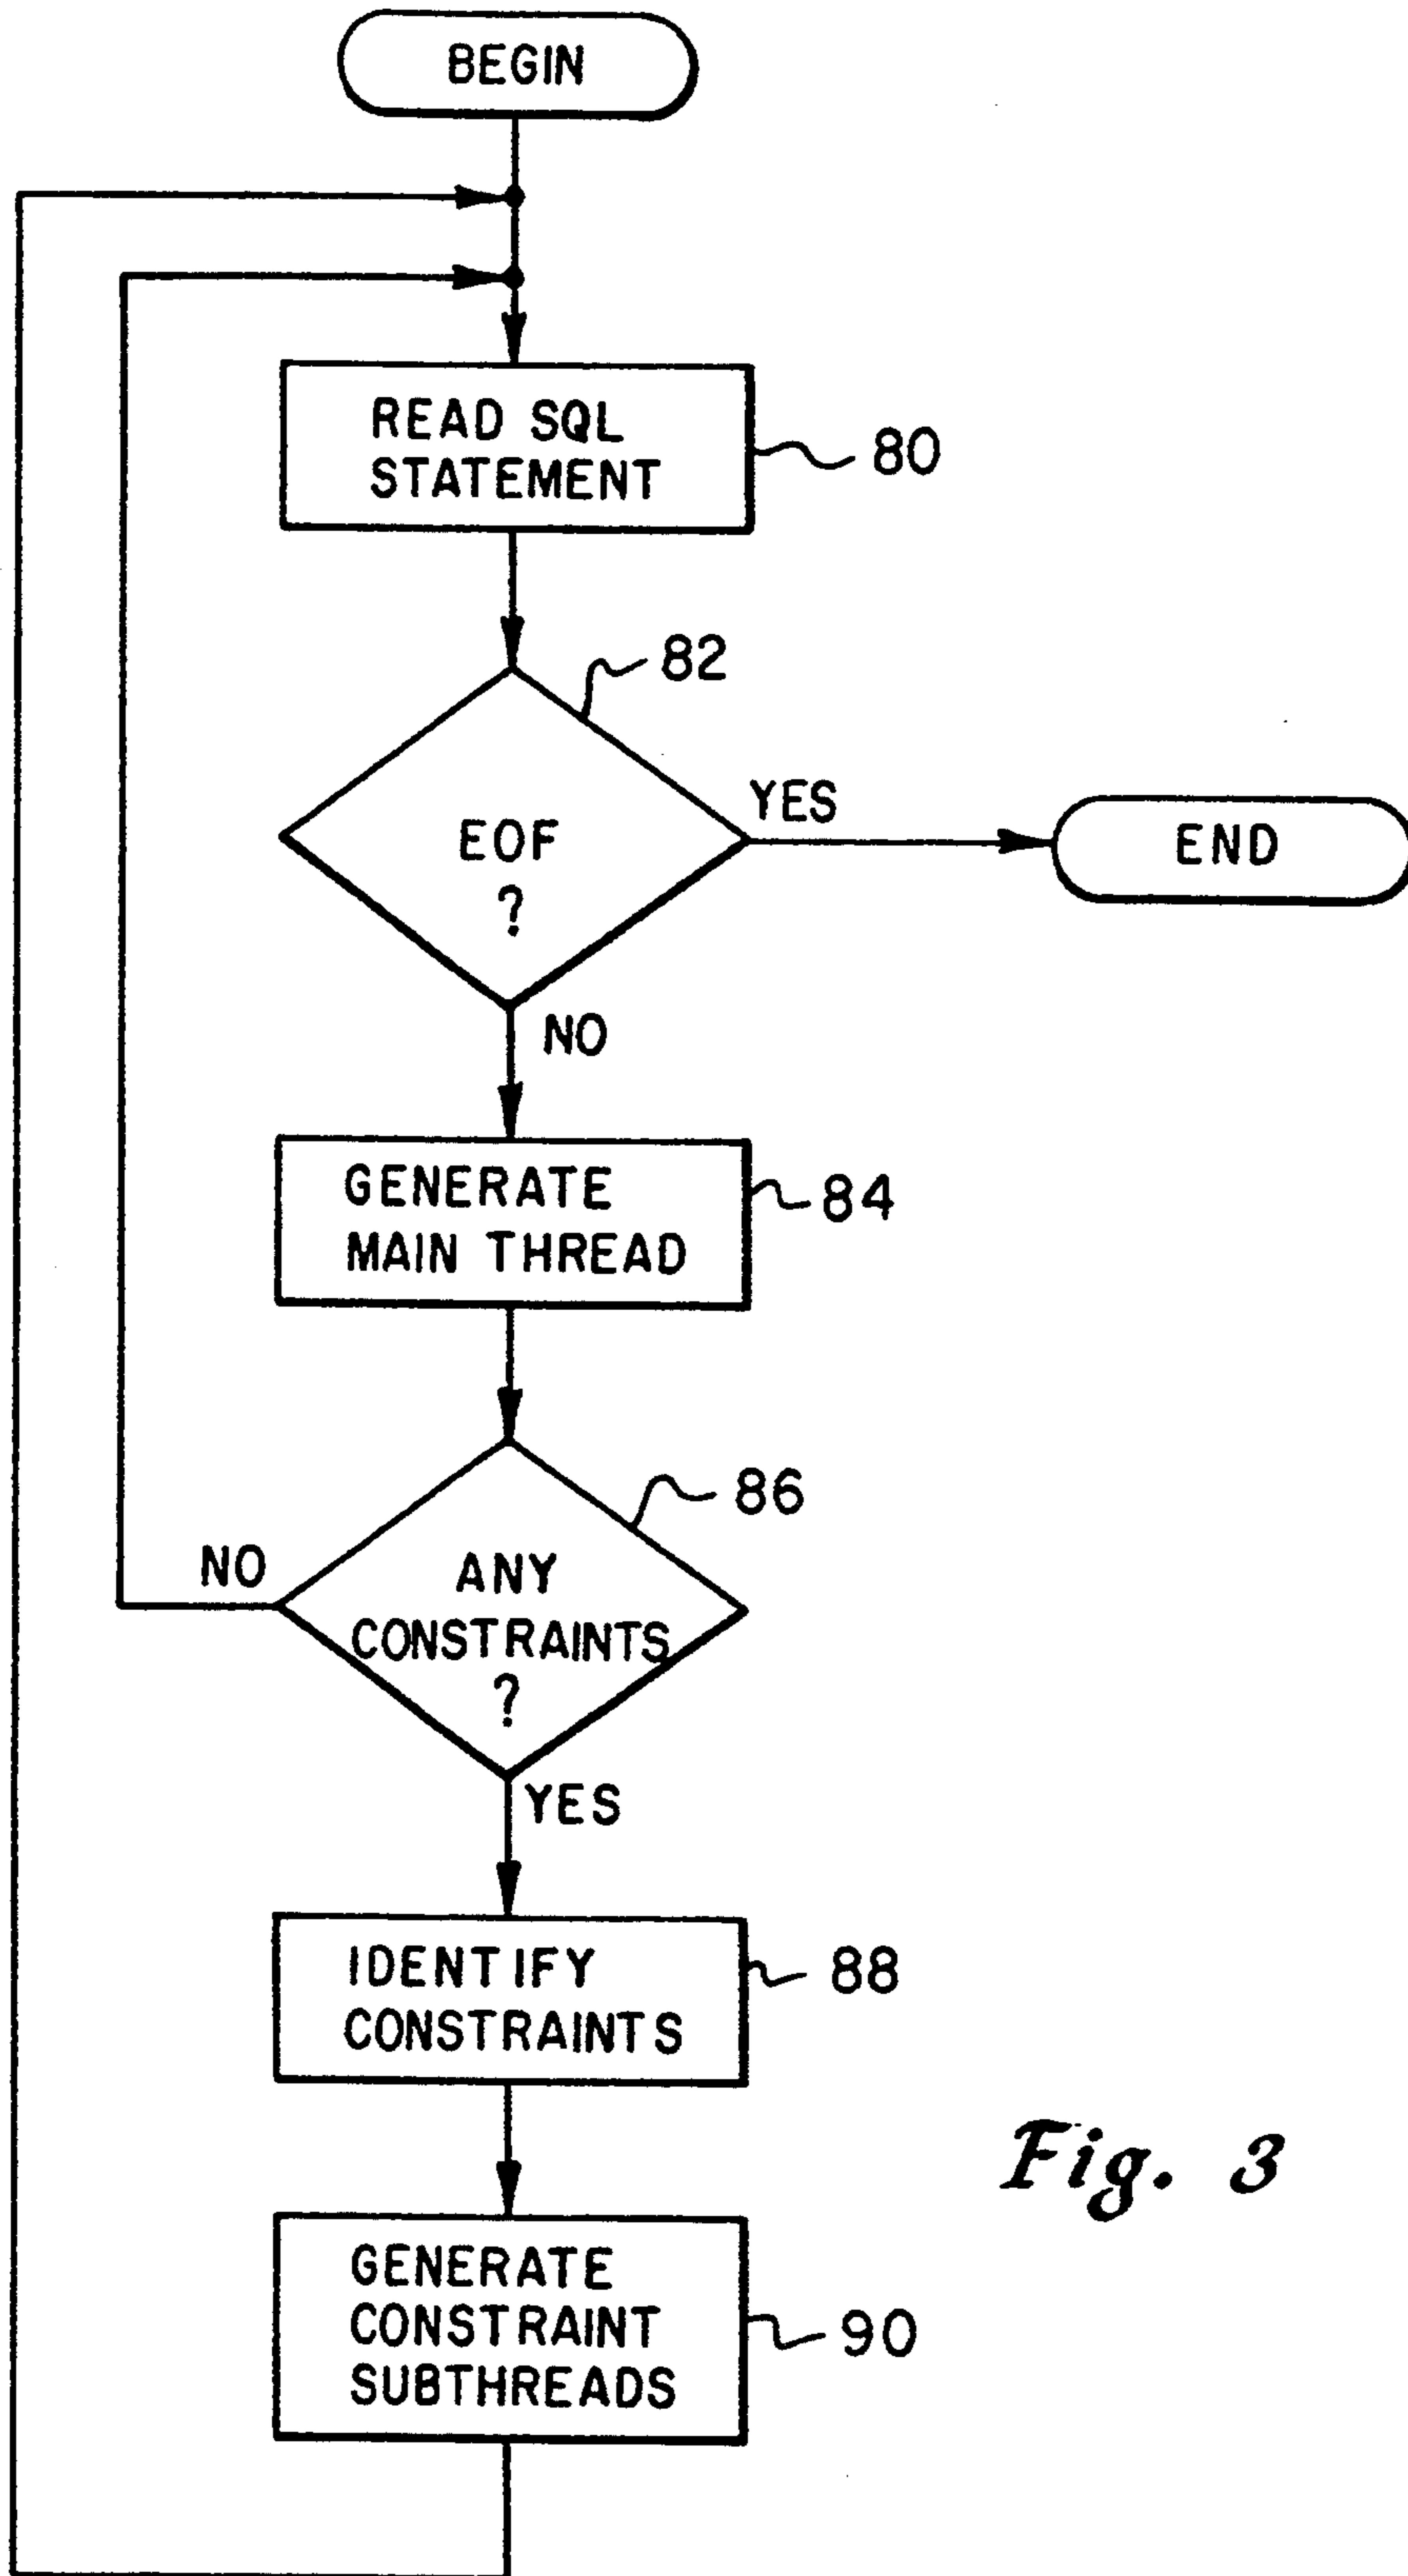 BEGIN
READ SQL
STATEMENT
80
82
EOF
?
YES
END
NO
GENERATE
MAIN THREAD
84
86
NO
ANY
CONSTRAINTS
?
YES
IDENTIFY
CONSTRAINTS
88
GENERATE
CONSTRAINT
SUBTHREADS
90
Fig. 3